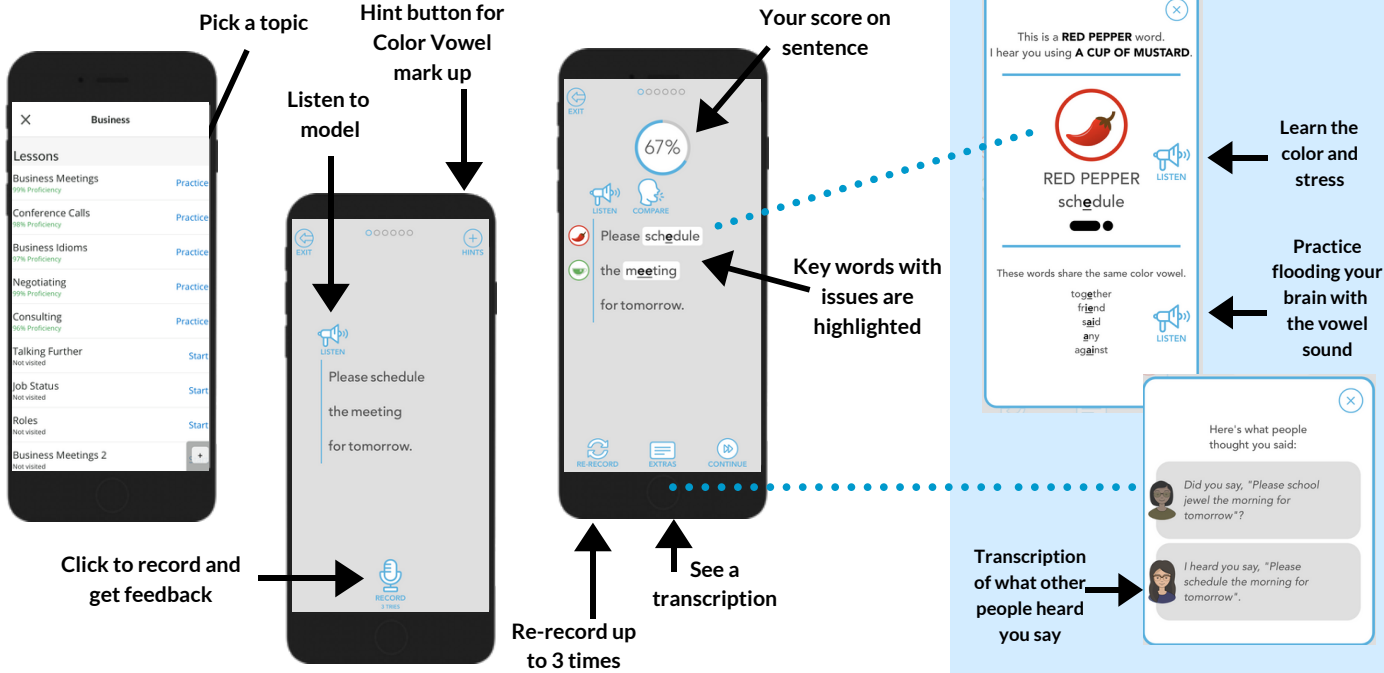 Pick a topic
Business
Lessons
Business Meetings
99% Proficiency
Practice
Conference Calls
98% Proficiency
Practice
Business Idioms
97% Proficiency
Practice
Negotiating
99% Proficiency
Practice
Consulting
96% Proficiency
Practice
Talking Further
Not visited
Start
Job Status
Not visited
Start
Roles
Not visited
Start
Business Meetings 2
Not visited
Listen to
model
Hint button for
Color Vowel
mark up
EXIT
HINTS
LISTEN
Please schedule
the meeting
for tomorrow.
RECORD
3 TRIES
Click to record and
get feedback
Your score on
sentence
EXIT
67%
LISTEN
COMPARE
Please schedule
the meeting
for tomorrow.
RE-RECORD
EXTRAS
CONTINUE
Key words with
issues are
highlighted
Re-record up
to 3 times
See a
transcription
This is a RED PEPPER word.
I hear you using A CUP OF MUSTARD.
LISTEN
RED PEPPER
schedule
Learn the
color and
stress
These words share the same color vowel.
together
friend
said
any
against
LISTEN
Practice
flooding your
brain with
the vowel
sound
Here's what people
thought you said:
Did you say, "Please school
jewel the morning for
tomorrow"?
I heard you say, "Please
schedule the morning for
tomorrow".
Transcription
of what other
people heard
you say